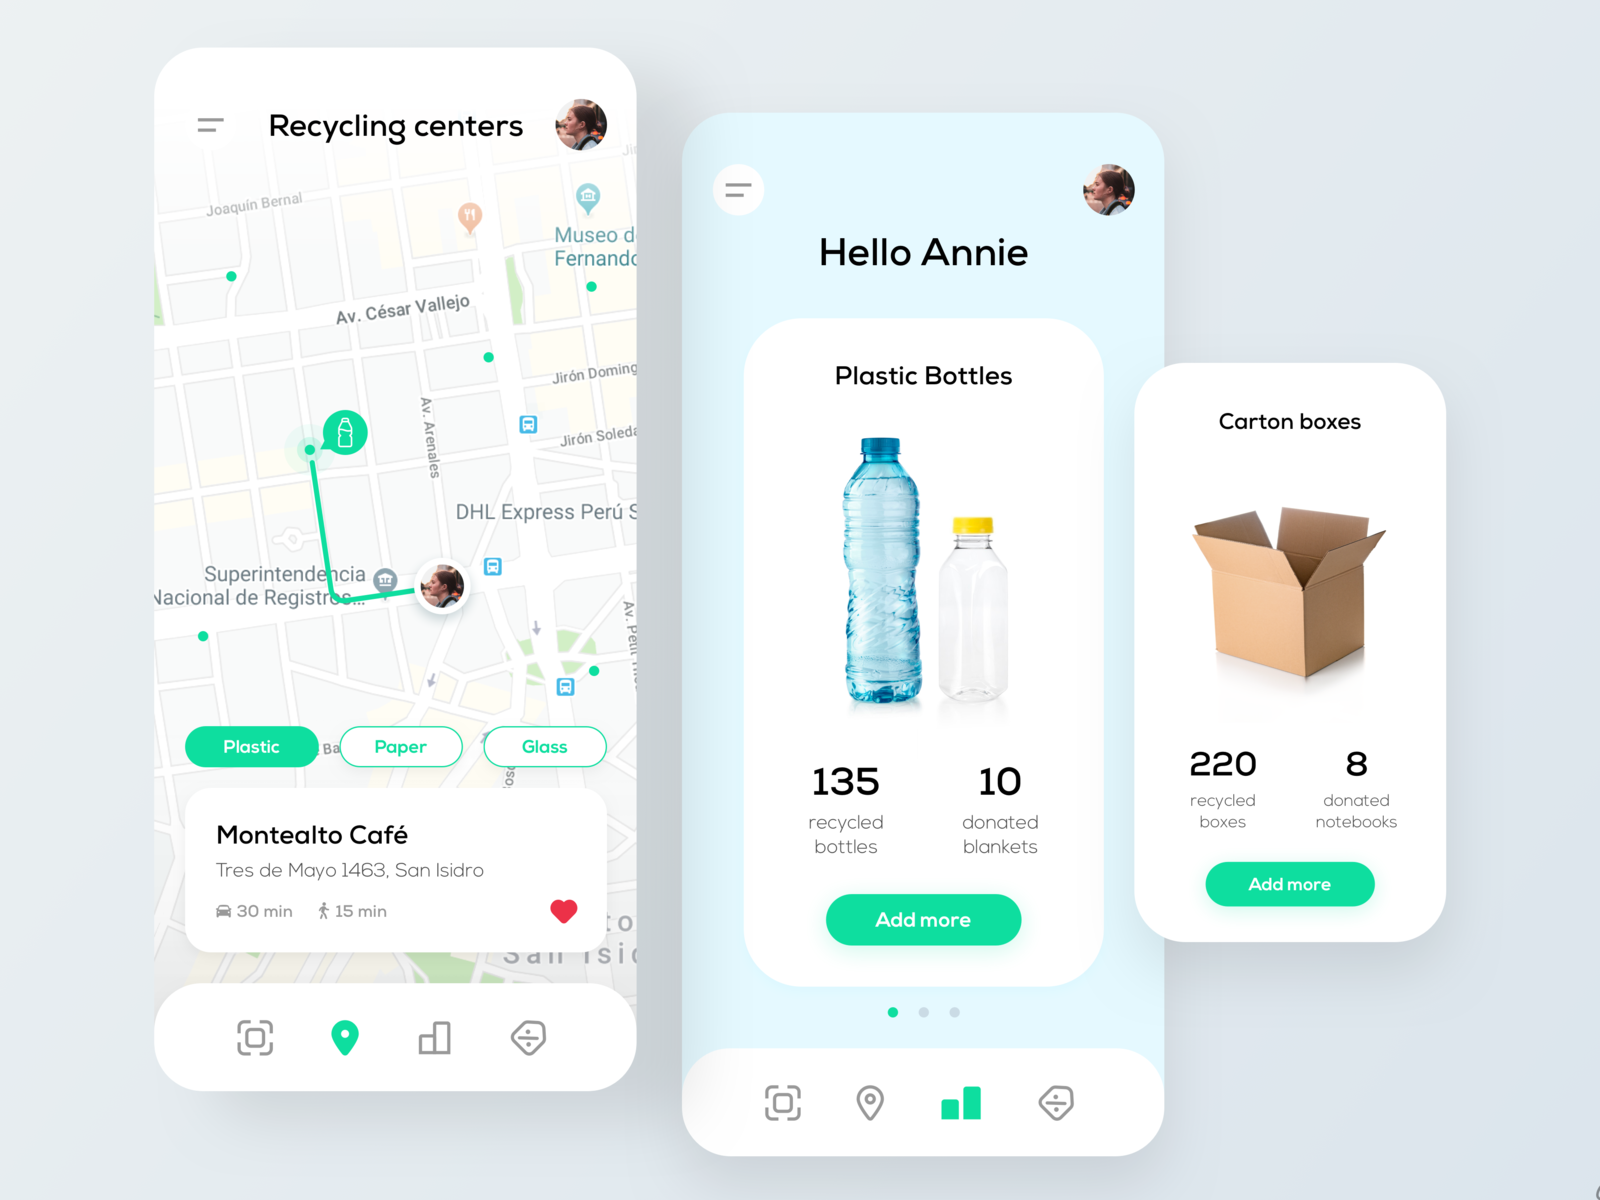 Recycling centers
Joaquín Bernal
Museo d
Fernando
Av. César Vallejo
Jirón Doming
Av. Arenales
Jirón Soleda
DHL Express Perú S
Superintendencia
Nacional de Registros...
Plastic
Ba
Paper
Glass
Montealto Café
Tres de Mayo 1463, San Isidro
30 min
15 min
San Isid
Hello Annie
Plastic Bottles
135
recycled
bottles
10
donated
blankets
Add more
Carton boxes
220
recycled
boxes
8
donated
notebooks
Add more